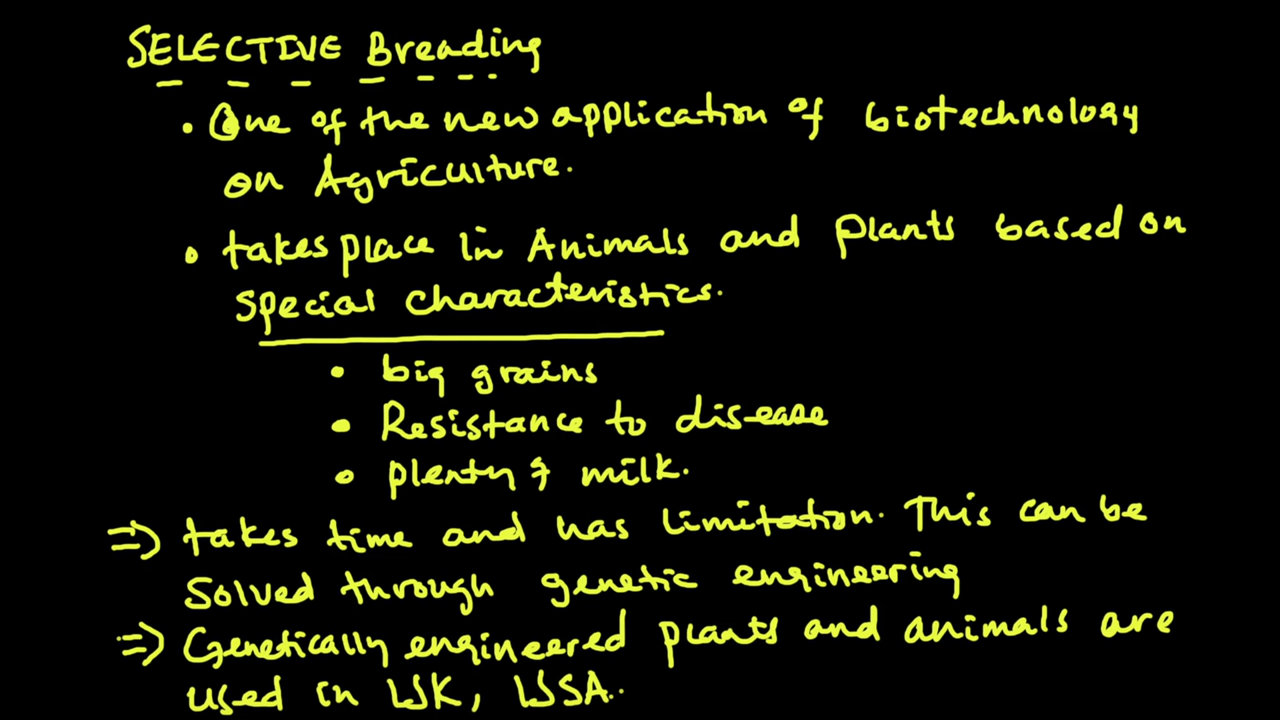 SELECTIVE Breading
• One of the new application of biotechnology
on Agriculture.
• takes place in Animals and plants based on
special characteristics.
• big grains
• Resistance to disease
• plenty of milk.
⇒ takes time and has limitation. This can be
solved through genetic engineering
⇒ Genetically engineered plants and animals are
used in UK, USA..